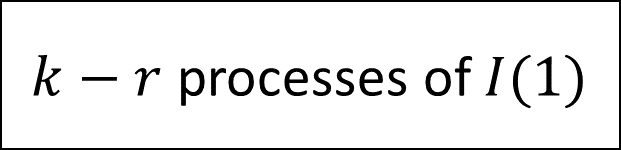 k − r processes of I(1)